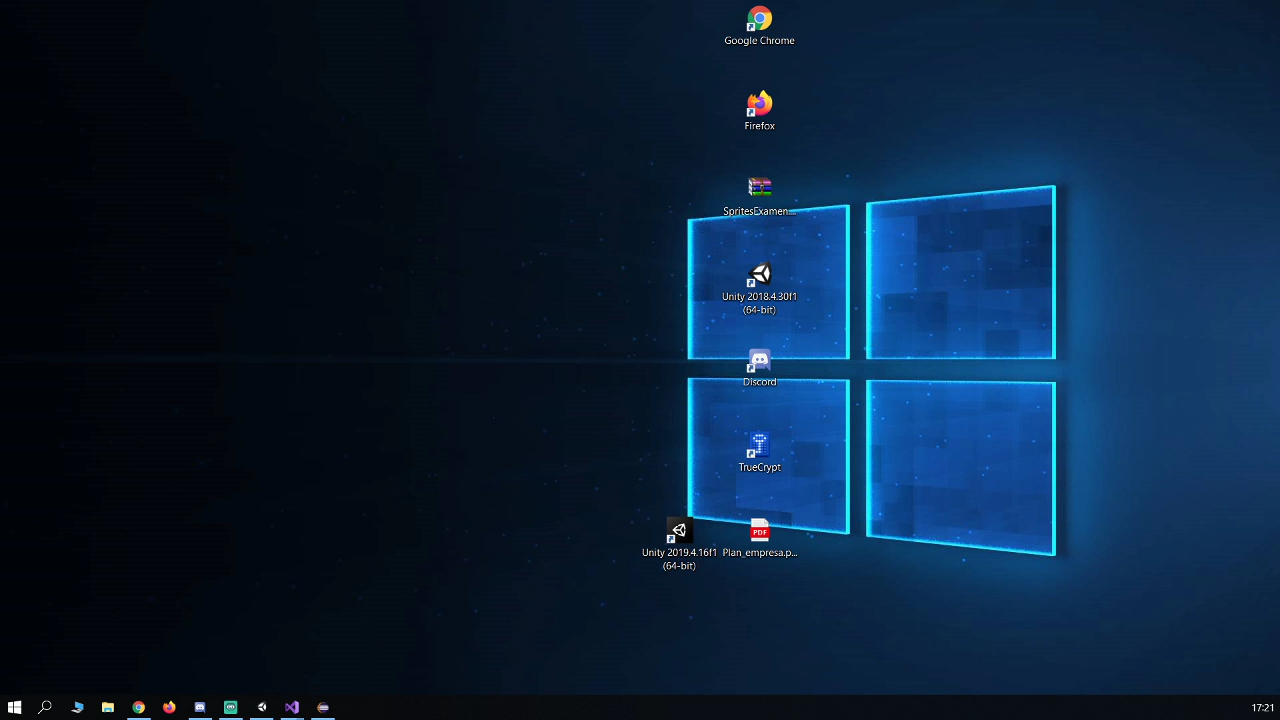 Google Chrome
Firefox
SpritesExamen....
Unity 2018.4.30f1
(64-bit)
Discord
TrueCrypt
Unity 2019.4.16f1
(64-bit)
PDF
Plan_empresa.p...
17:21